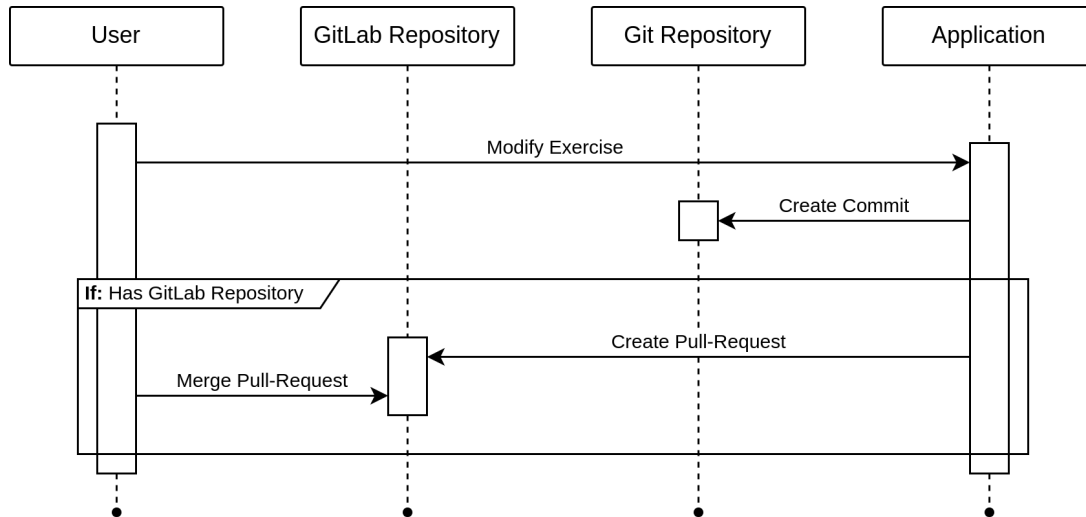 User
GitLab Repository
Git Repository
Application
Modify Exercise
Create Commit
If: Has GitLab Repository
Create Pull-Request
Merge Pull-Request